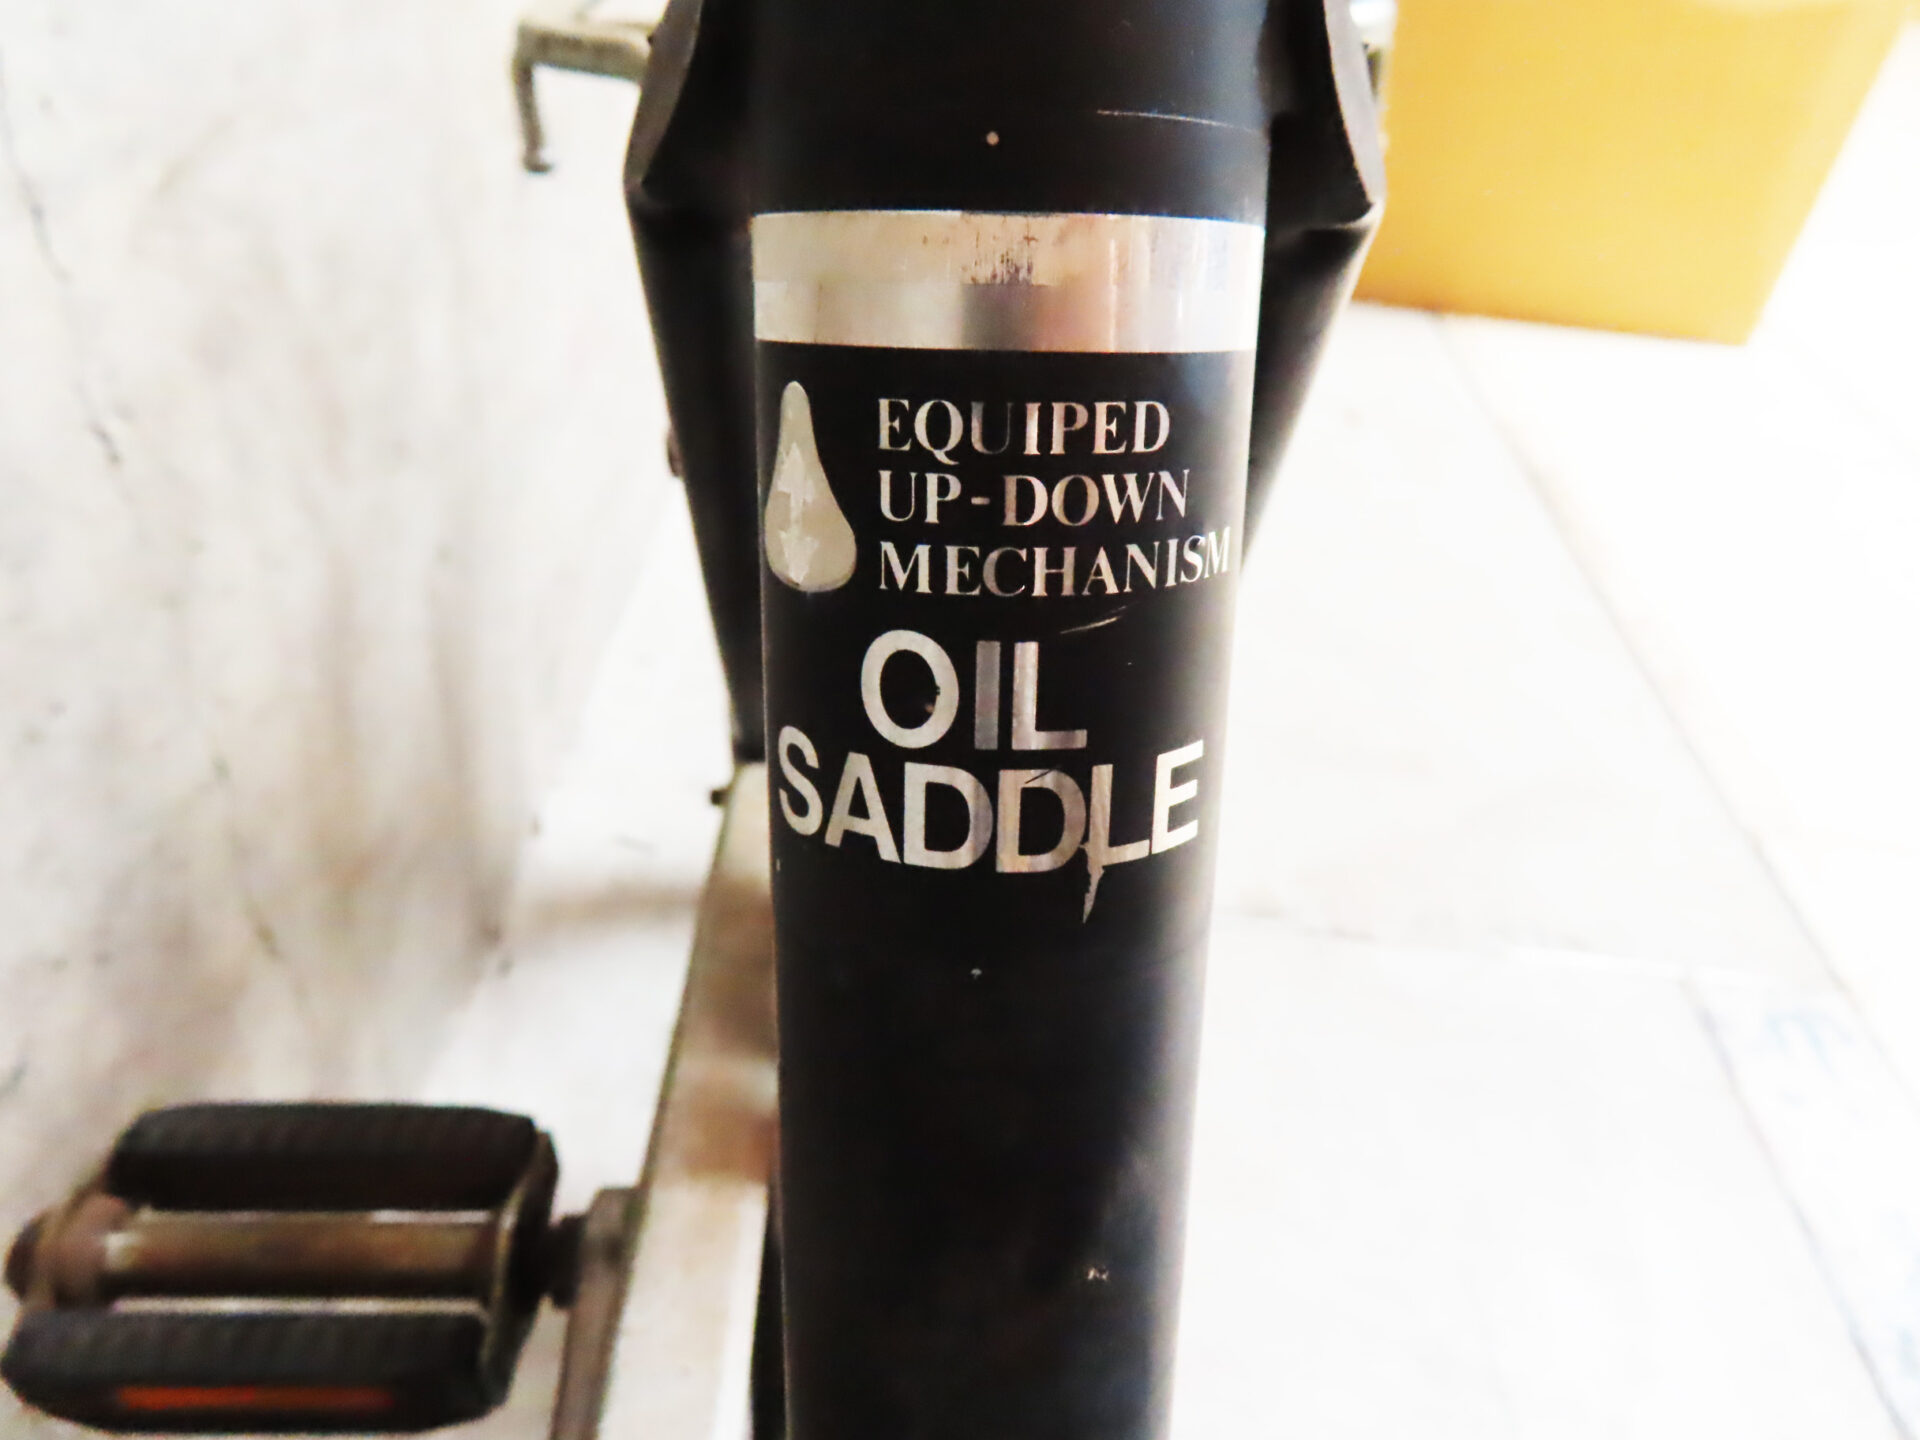 EQUIPED
UP-DOWN
MECHANISM
OIL
SADDLE